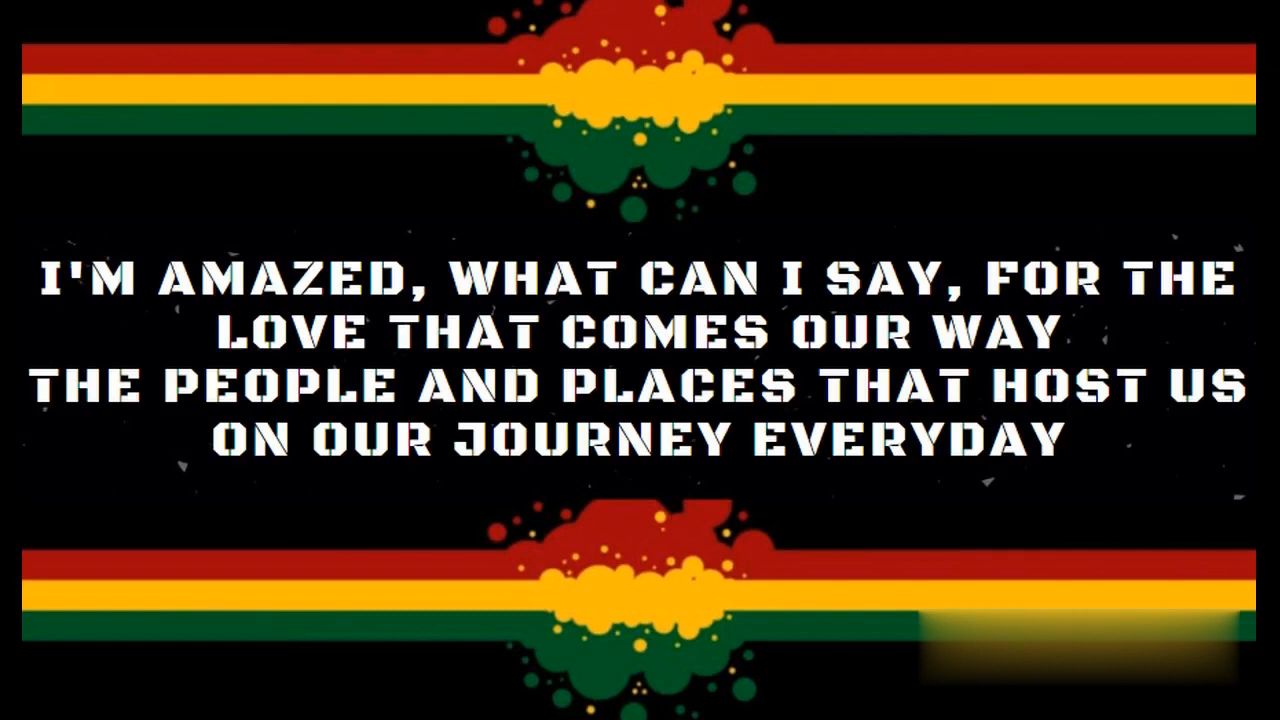 I'M AMAZED, WHAT CAN I SAY, FOR THE
LOVE THAT COMES OUR WAY
THE PEOPLE AND PLACES THAT HOST US
ON OUR JOURNEY EVERYDAY